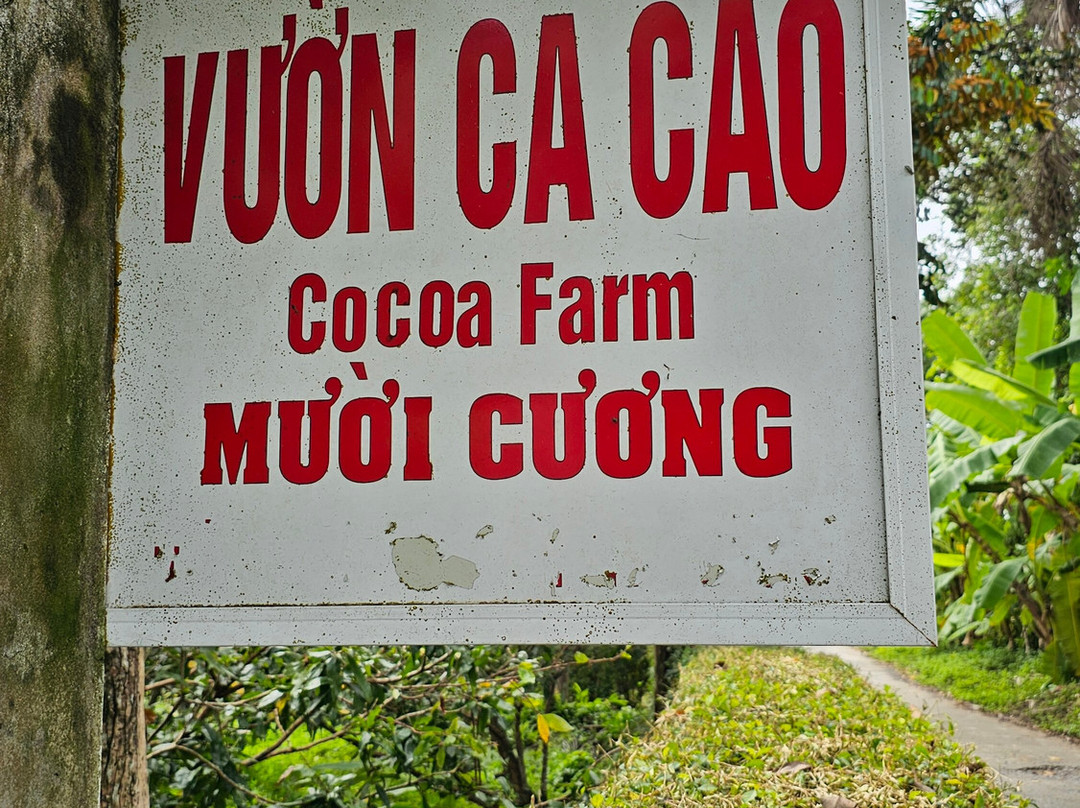 VƯỜN CA CAO
Cocoa Farm
MƯỜI CƯƠNG